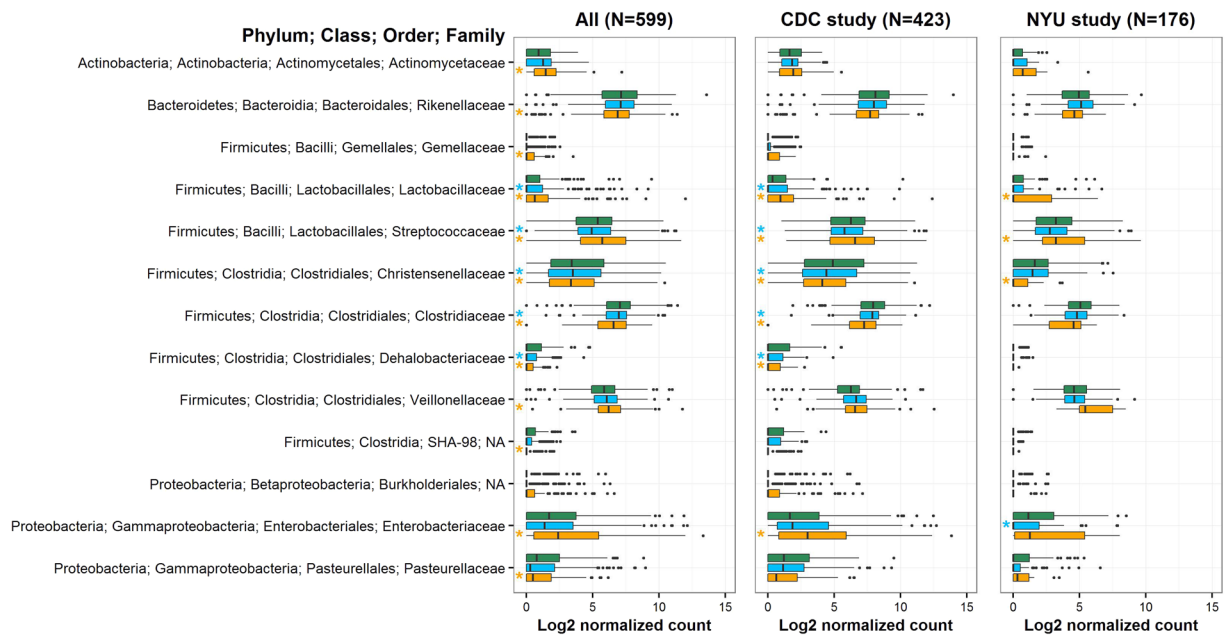 All (N=599) CDC study (N=423) NYU study (N=176)
Phylum; Class; Order; Family
Actinobacteria; Actinobacteria; Actinomycetales; Actinomycetaceae
*
Bacteroidetes; Bacteroidia; Bacteroidales; Rikenellaceae
*
Firmicutes; Bacilli; Gemellales; Gemellaceae
*
Firmicutes; Bacilli; Lactobacillales; Lactobacillaceae
* *
* * *
Firmicutes; Bacilli; Lactobacillales; Streptococcaceae
* *
* * *
Firmicutes; Clostridia; Clostridiales; Christensenellaceae
* *
* * *
Firmicutes; Clostridia; Clostridiales; Clostridiaceae
* *
* *
Firmicutes; Clostridia; Clostridiales; Dehalobacteriaceae
* *
* *
Firmicutes; Clostridia; Clostridiales; Veillonellaceae
*
Firmicutes; Clostridia; SHA-98; NA
*
Proteobacteria; Betaproteobacteria; Burkholderiales; NA
Proteobacteria; Gammaproteobacteria; Enterobacteriales; Enterobacteriaceae
*
* *
Proteobacteria; Gammaproteobacteria; Pasteurellales; Pasteurellaceae
*
0 5 10 15 0 5 10 15 0 5 10 15
Log2 normalized count Log2 normalized count Log2 normalized count